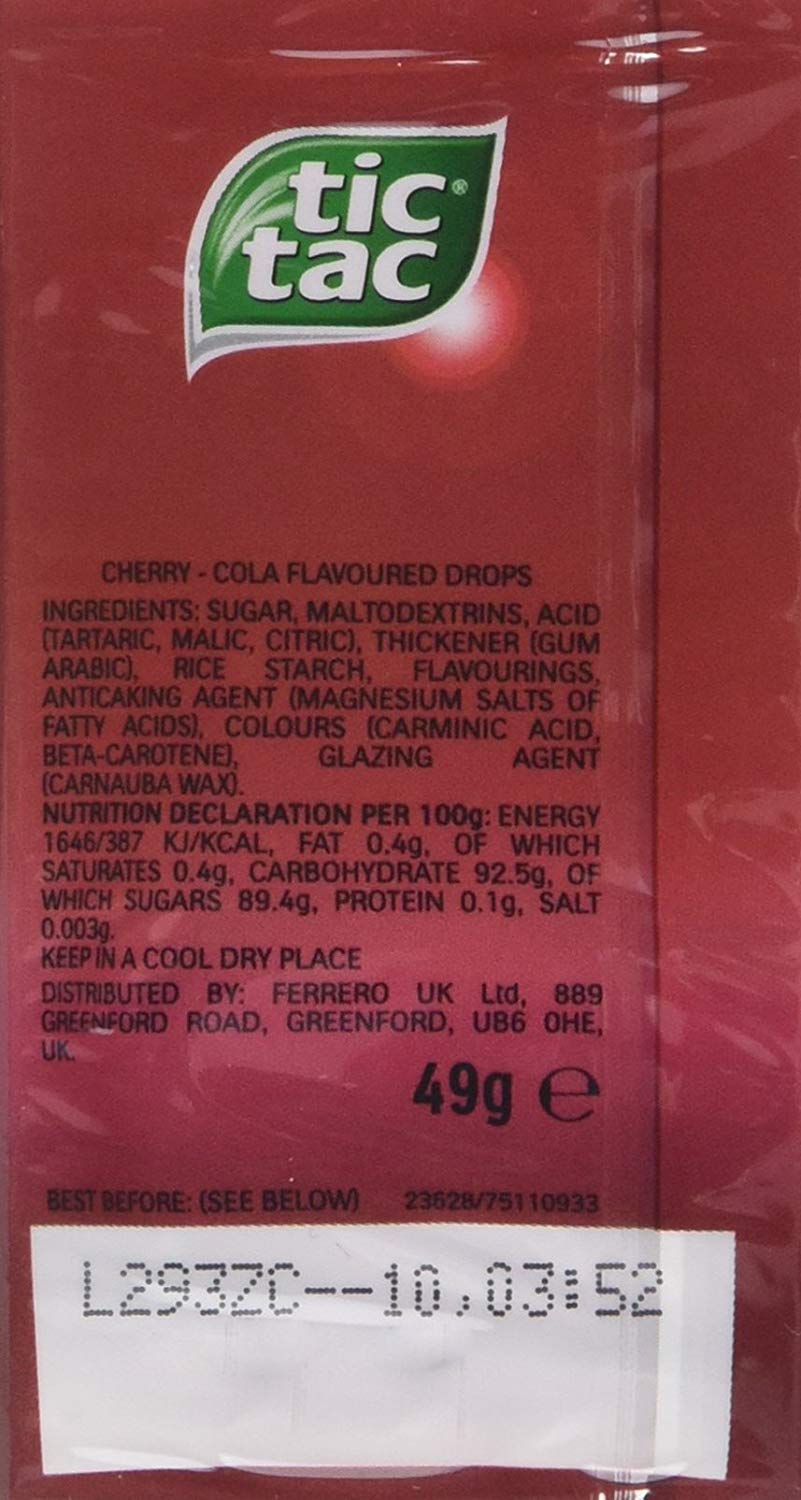 tic®
tac
CHERRY - COLA FLAVOURED DROPS
INGREDIENTS: SUGAR, MALTODEXTRINS, ACID
(TARTARIC, MALIC, CITRIC), THICKENER (GUM
ARABIC), RICE STARCH, FLAVOURINGS,
ANTICAKING AGENT (MAGNESIUM SALTS OF
FATTY ACIDS), COLOURS (CARMINIC ACID,
BETA-CAROTENE), GLAZING AGENT
(CARNAUBA WAX).
NUTRITION DECLARATION PER 100g: ENERGY
1646/387 KJ/KCAL, FAT 0.4g, OF WHICH
SATURATES 0.4g, CARBOHYDRATE 92.5g, OF
WHICH SUGARS 89.4g, PROTEIN 0.1g, SALT
0.003g.
KEEP IN A COOL DRY PLACE
DISTRIBUTED BY: FERRERO UK Ltd, 889
GREENFORD ROAD, GREENFORD, UB6 0HE,
UK.
49g ℮
BEST BEFORE: (SEE BELOW) 23628/75110933
L293ZC--10,03:52